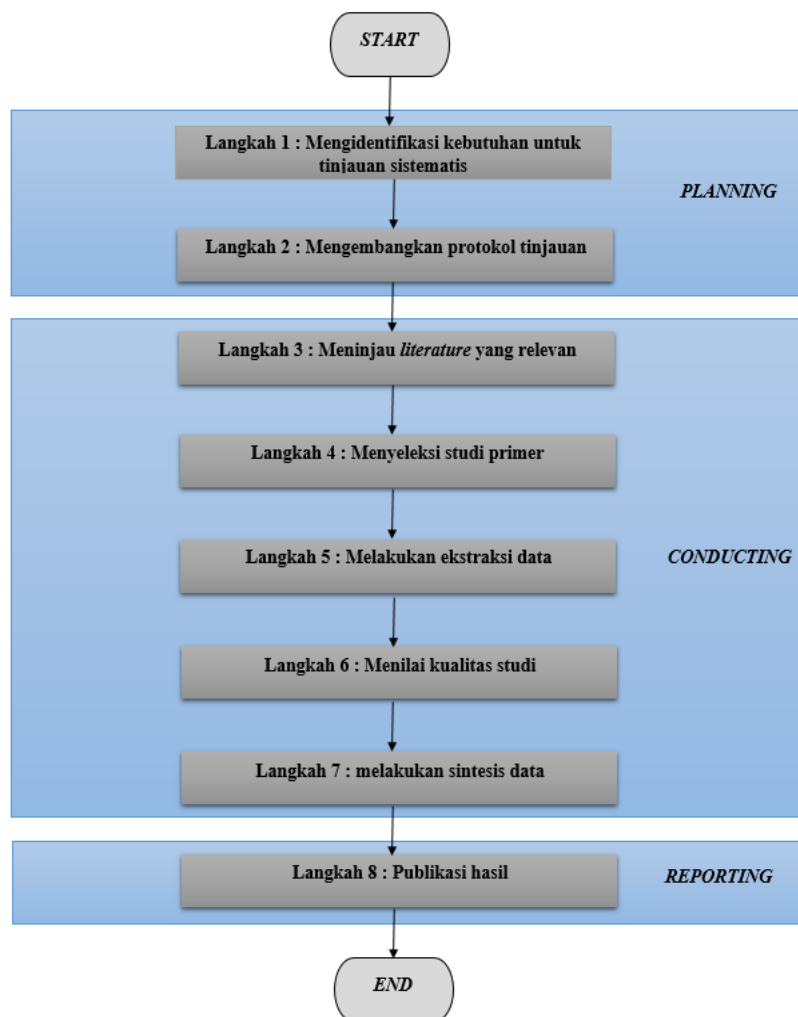 START
Langkah 1 : Mengidentifikasi kebutuhan untuk
tinjauan sistematis
PLANNING
Langkah 2 : Mengembangkan protokol tinjauan
Langkah 3 : Meninjau literature yang relevan
Langkah 4 : Menyeleksi studi primer
Langkah 5 : Melakukan ekstraksi data
CONDUCTING
Langkah 6 : Menilai kualitas studi
Langkah 7 : melakukan sintesis data
Langkah 8 : Publikasi hasil
REPORTING
END